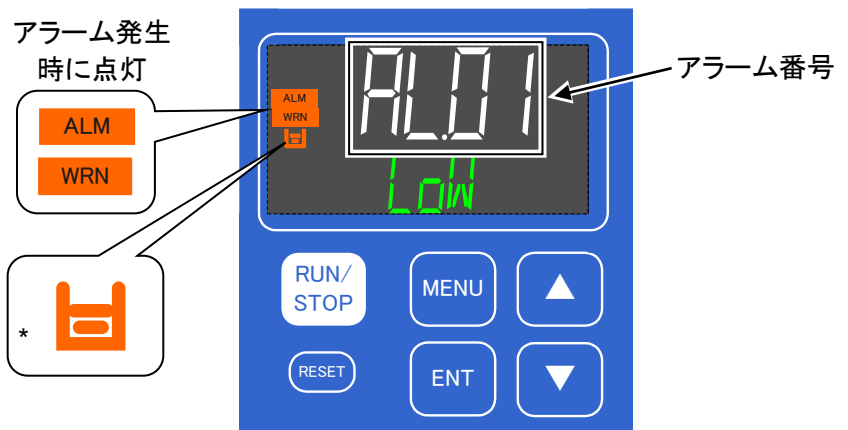 アラーム発生
時に点灯
ALM
WRN
*
ALM
WRN
AL.01
LoW
アラーム番号
RUN/
STOP
MENU
▲
RESET
ENT
▼